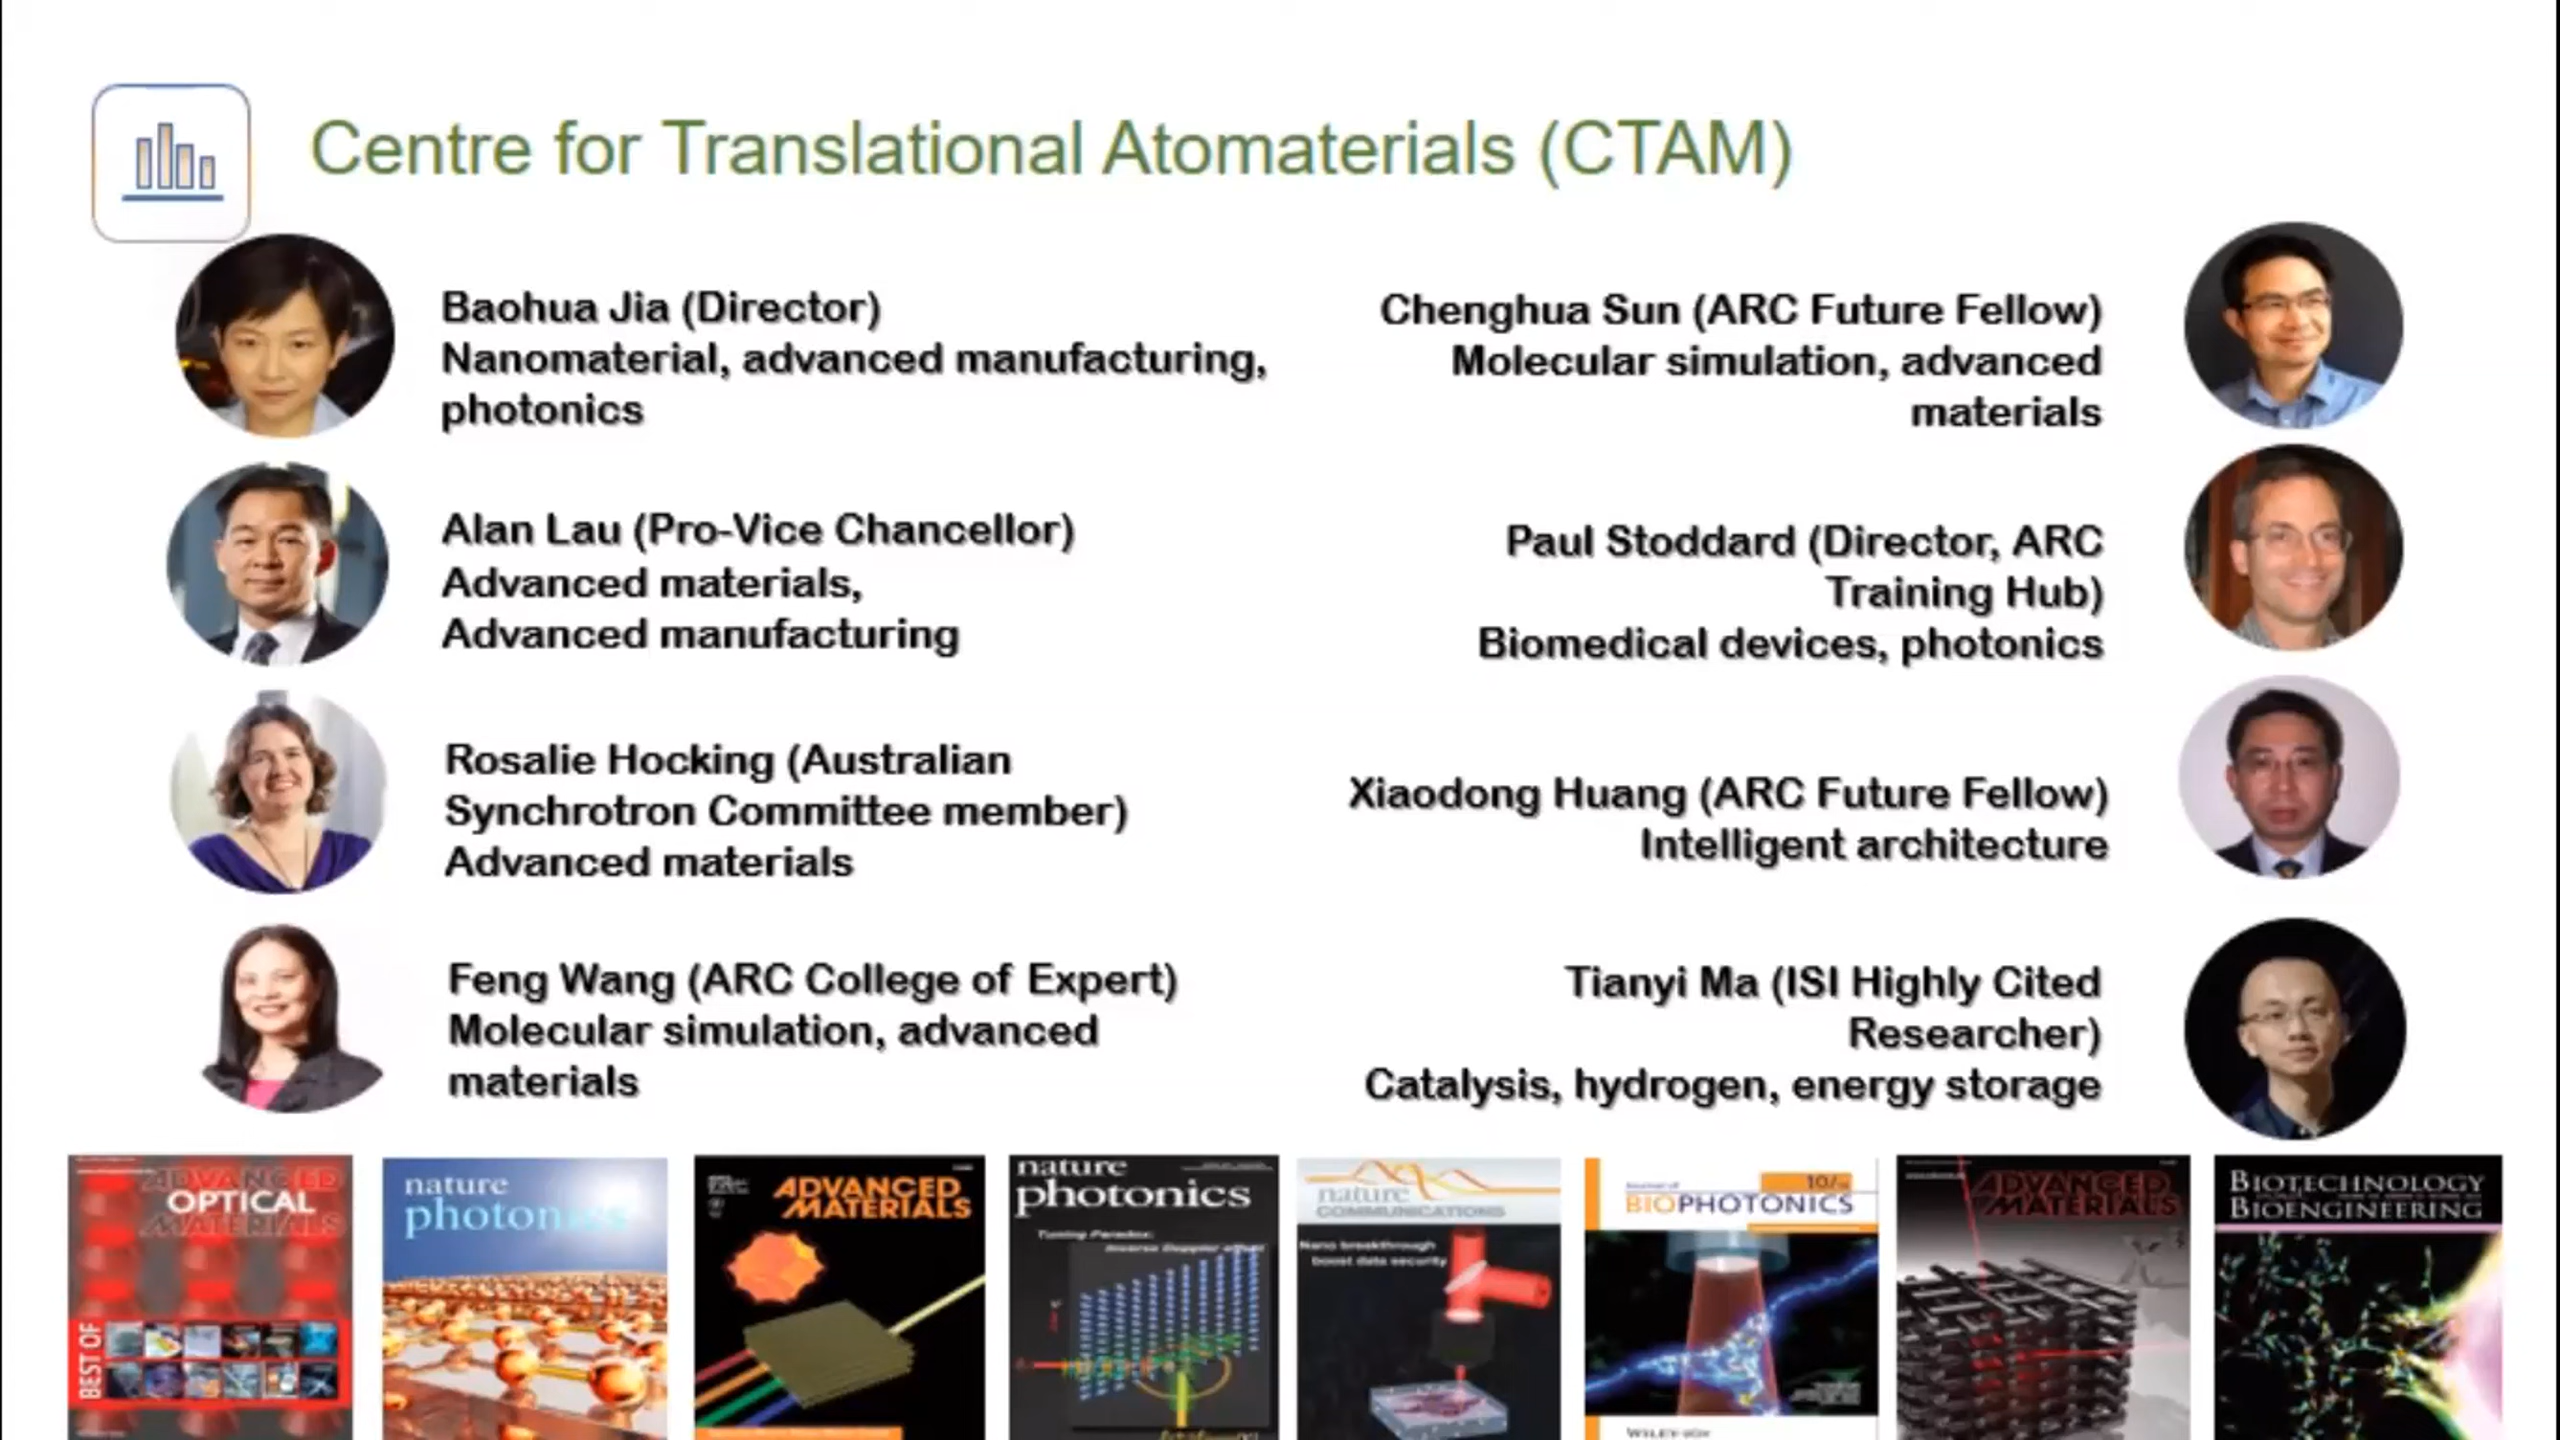 Centre for Translational Atomaterials (CTAM)
Baohua Jia (Director)
Nanomaterial, advanced manufacturing,
photonics
Alan Lau (Pro-Vice Chancellor)
Advanced materials,
Advanced manufacturing
Rosalie Hocking (Australian
Synchrotron Committee member)
Advanced materials
Feng Wang (ARC College of Expert)
Molecular simulation, advanced
materials
Chenghua Sun (ARC Future Fellow)
Molecular simulation, advanced
materials
Paul Stoddard (Director, ARC
Training Hub)
Biomedical devices, photonics
Xiaodong Huang (ARC Future Fellow)
Intelligent architecture
Tianyi Ma (ISI Highly Cited
Researcher)
Catalysis, hydrogen, energy storage
ADVANCED
OPTICAL
MATERIALS
BEST OF
nature
photonics
ADVANCED
MATERIALS
nature
photonics
Tuning Paradox:
Inverse Doppler effect
nature
COMMUNICATIONS
Nano breakthrough
boost data security
Journal of
BIOPHOTONICS
10/
WILEY-VCH
ADVANCED
MATERIALS
BIOTECHNOLOGY
BIOENGINEERING